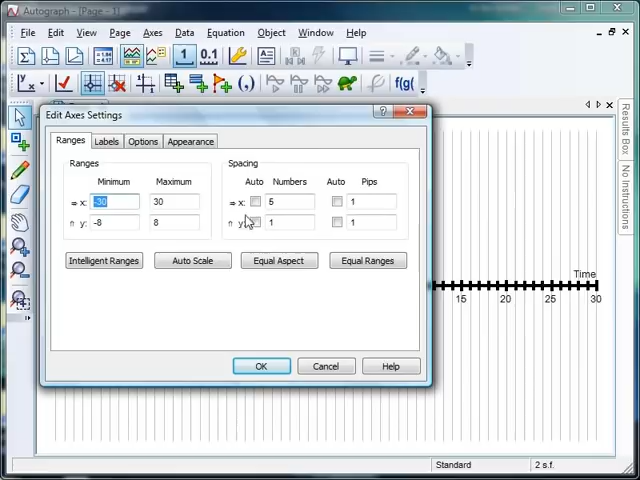 Autograph - [Page - 1]
File Edit View Page Axes Data Equation Object Window Help
1 0.1
f(g(
Edit Axes Settings
Ranges Labels Options Appearance
Ranges
Minimum Maximum
x: -30 30
y: -8 8
Spacing
Auto Numbers Auto Pips
x: 5 1
y: 1 1
Intelligent Ranges Auto Scale Equal Aspect Equal Ranges
OK Cancel Help
Time
15 20 25 30
Results Box
No Instructions
Standard 2 s.f.